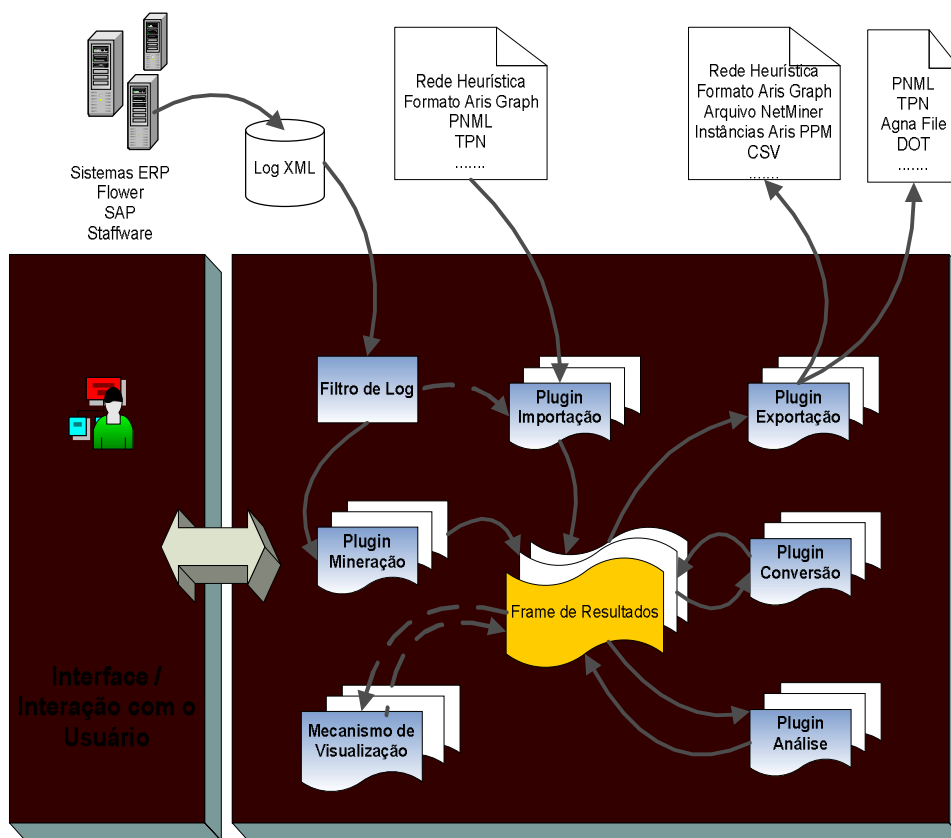 Sistemas ERP
Flower
SAP
Staffware
Log XML
Rede Heurística
Formato Aris Graph
PNML
TPN
.......
Rede Heurística
Formato Aris Graph
Arquivo NetMiner
Instâncias Aris PPM
CSV
.......
PNML
TPN
Agna File
DOT
.......
Filtro de Log
Plugin
Importação
Plugin
Exportação
Plugin
Mineração
Plugin
Conversão
Frame de Resultados
Interface /
Interação com o
Usuário
Mecanismo de
Visualização
Plugin
Análise